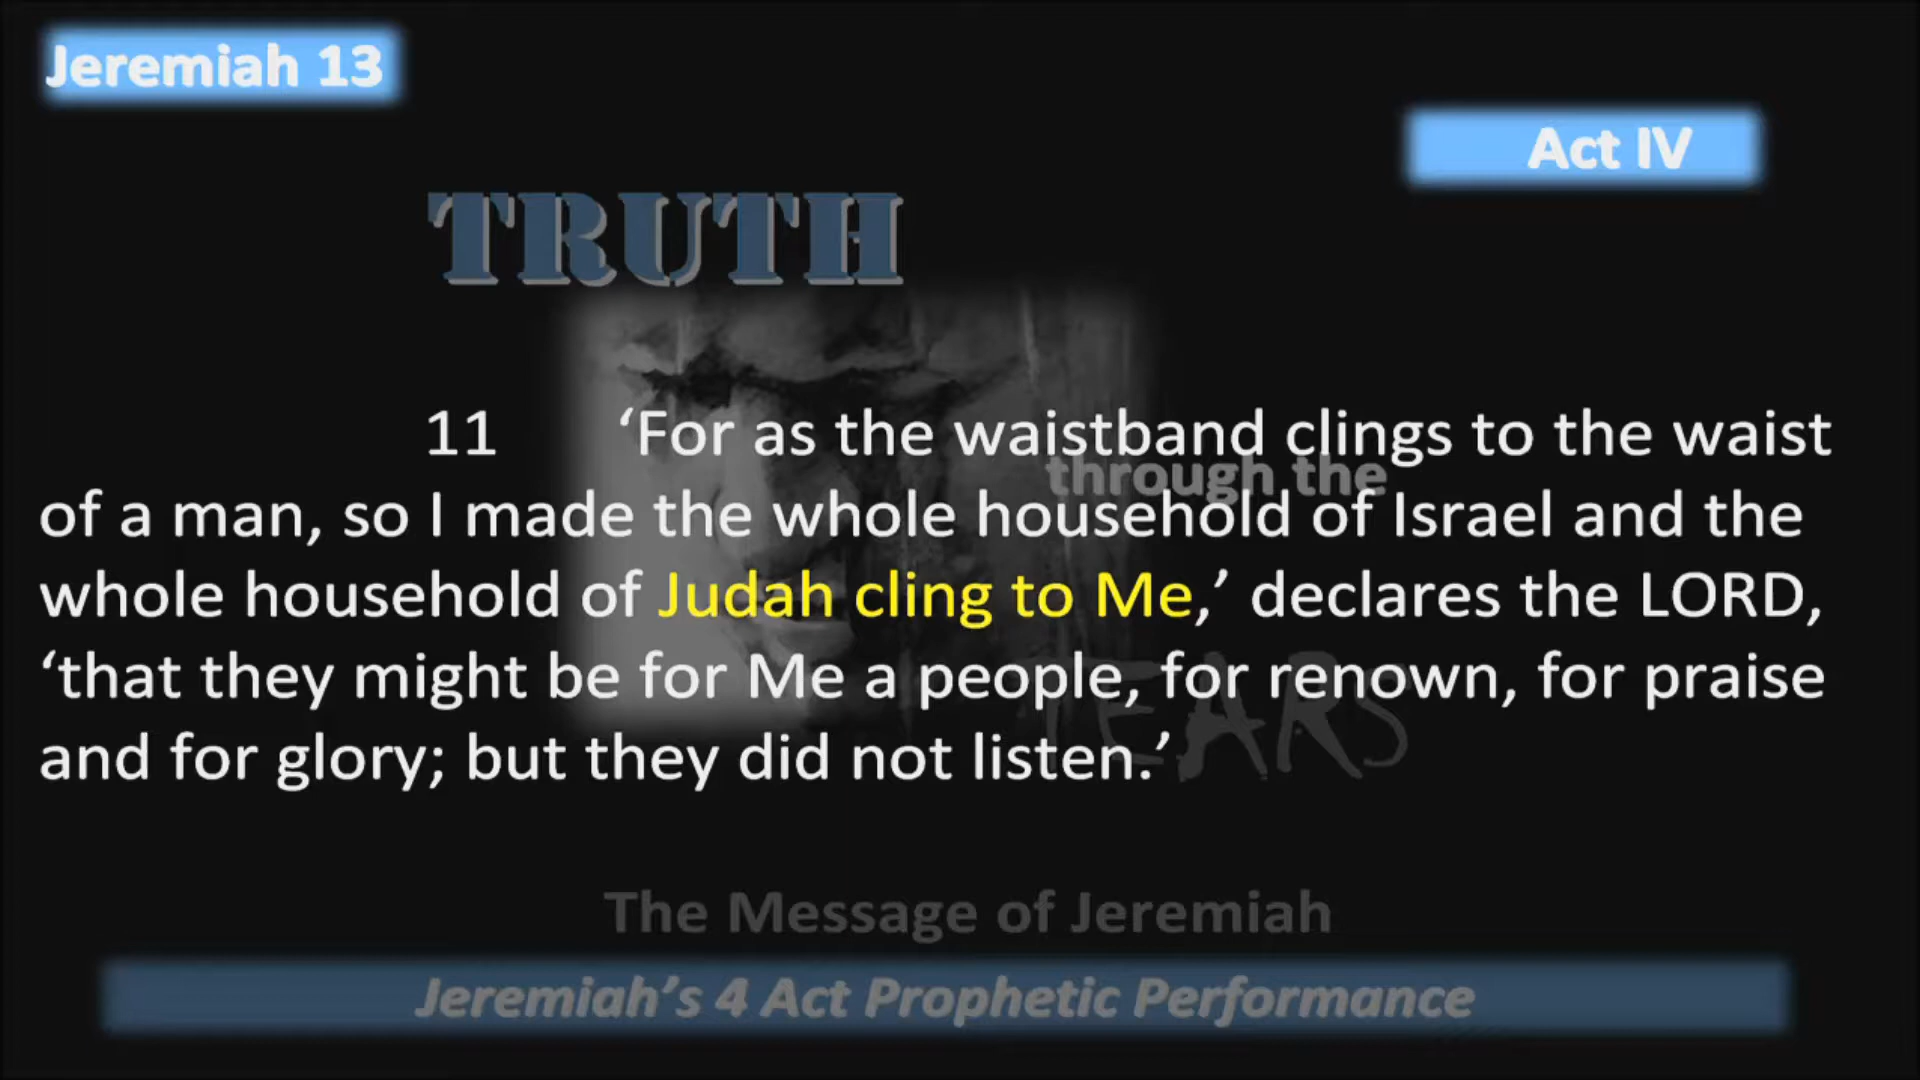 Jeremiah 13
Act IV
TRUTH
11 ‘For as the waistband clings to the waist
through the
of a man, so I made the whole household of Israel and the
whole household of Judah cling to Me,’ declares the LORD,
‘that they might be for Me a people, for renown, for praise
TEARS
and for glory; but they did not listen.’
The Message of Jeremiah
Jeremiah’s 4 Act Prophetic Performance